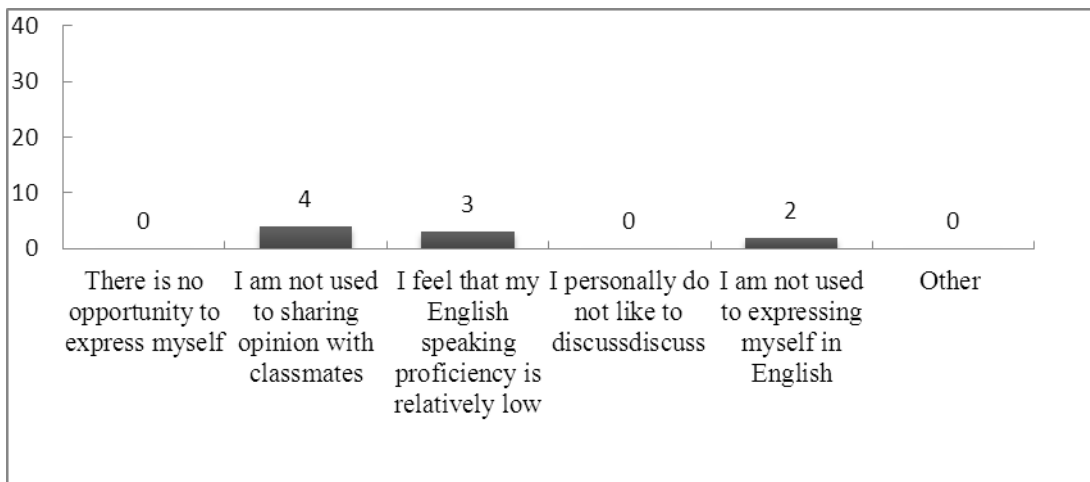 40
30
20
10
0
0
4
3
0
2
0
There is no
opportunity to
express myself
I am not used
to sharing
opinion with
classmates
I feel that my
English
speaking
proficiency is
relatively low
I personally do
not like to
discussdiscuss
I am not used
to expressing
myself in
English
Other